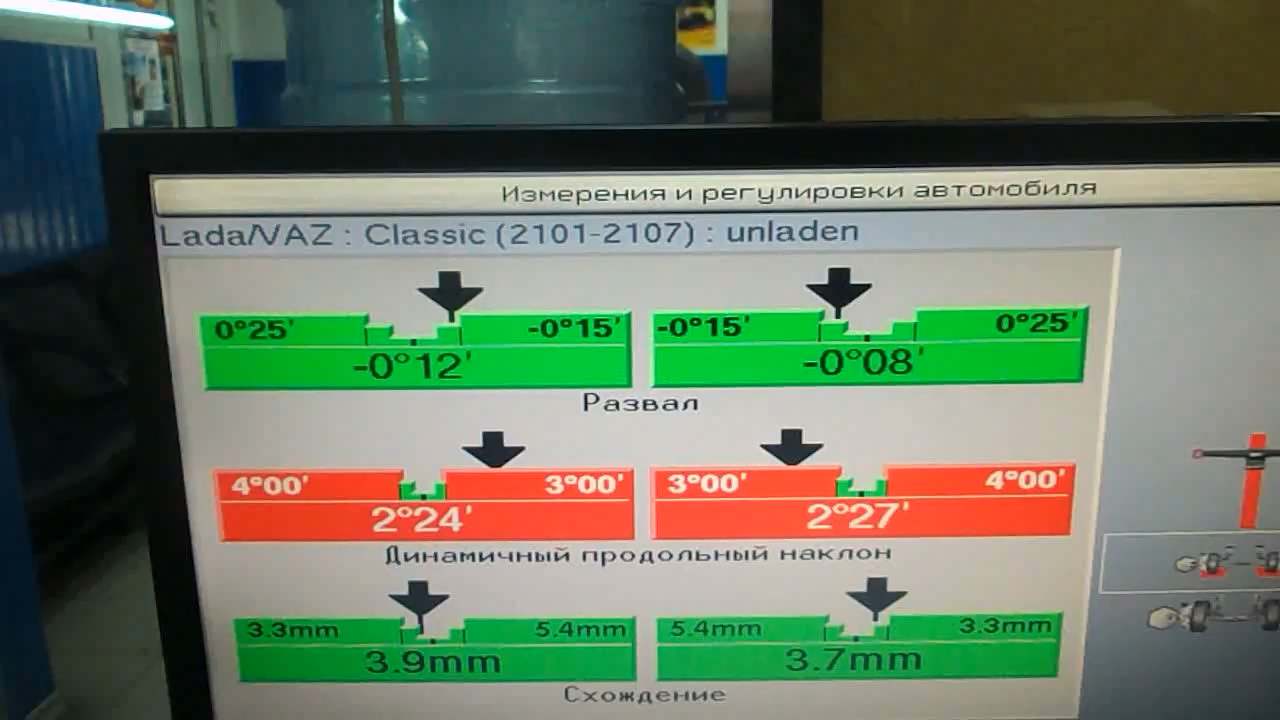 Измерения и регулировки автомобиля
Lada/VAZ : Classic (2101-2107) : unladen
0°25' -0°15' -0°15' 0°25'
-0°12' -0°08'
Развал
4°00' 3°00' 3°00' 4°00'
2°24' 2°27'
Динамичный продольный наклон
3.3mm 5.4mm 5.4mm 3.3mm
3.9mm 3.7mm
Схождение